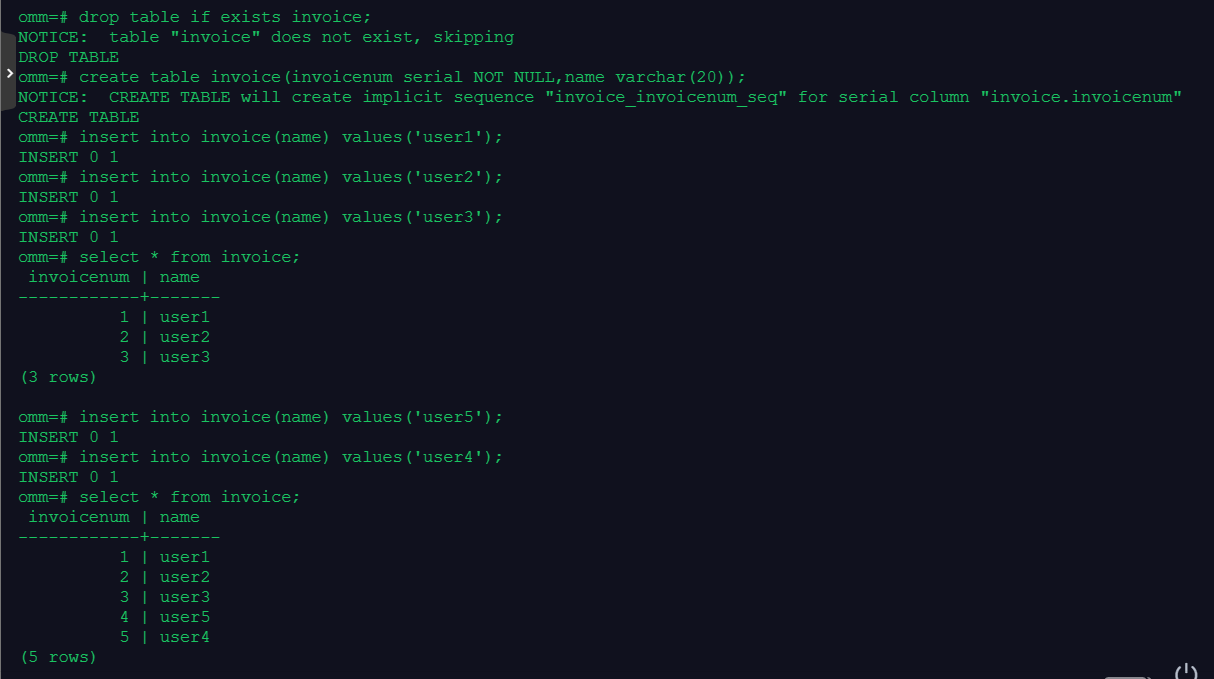 omm=# drop table if exists invoice;
NOTICE:  table "invoice" does not exist, skipping
DROP TABLE
omm=# create table invoice(invoicenum serial NOT NULL,name varchar(20));
NOTICE:  CREATE TABLE will create implicit sequence "invoice_invoicenum_seq" for serial column "invoice.invoicenum"
CREATE TABLE
omm=# insert into invoice(name) values('user1');
INSERT 0 1
omm=# insert into invoice(name) values('user2');
INSERT 0 1
omm=# insert into invoice(name) values('user3');
INSERT 0 1
omm=# select * from invoice;
 invoicenum | name
------------+-------
          1 | user1
          2 | user2
          3 | user3
(3 rows)

omm=# insert into invoice(name) values('user5');
INSERT 0 1
omm=# insert into invoice(name) values('user4');
INSERT 0 1
omm=# select * from invoice;
 invoicenum | name
------------+-------
          1 | user1
          2 | user2
          3 | user3
          4 | user5
          5 | user4
(5 rows)